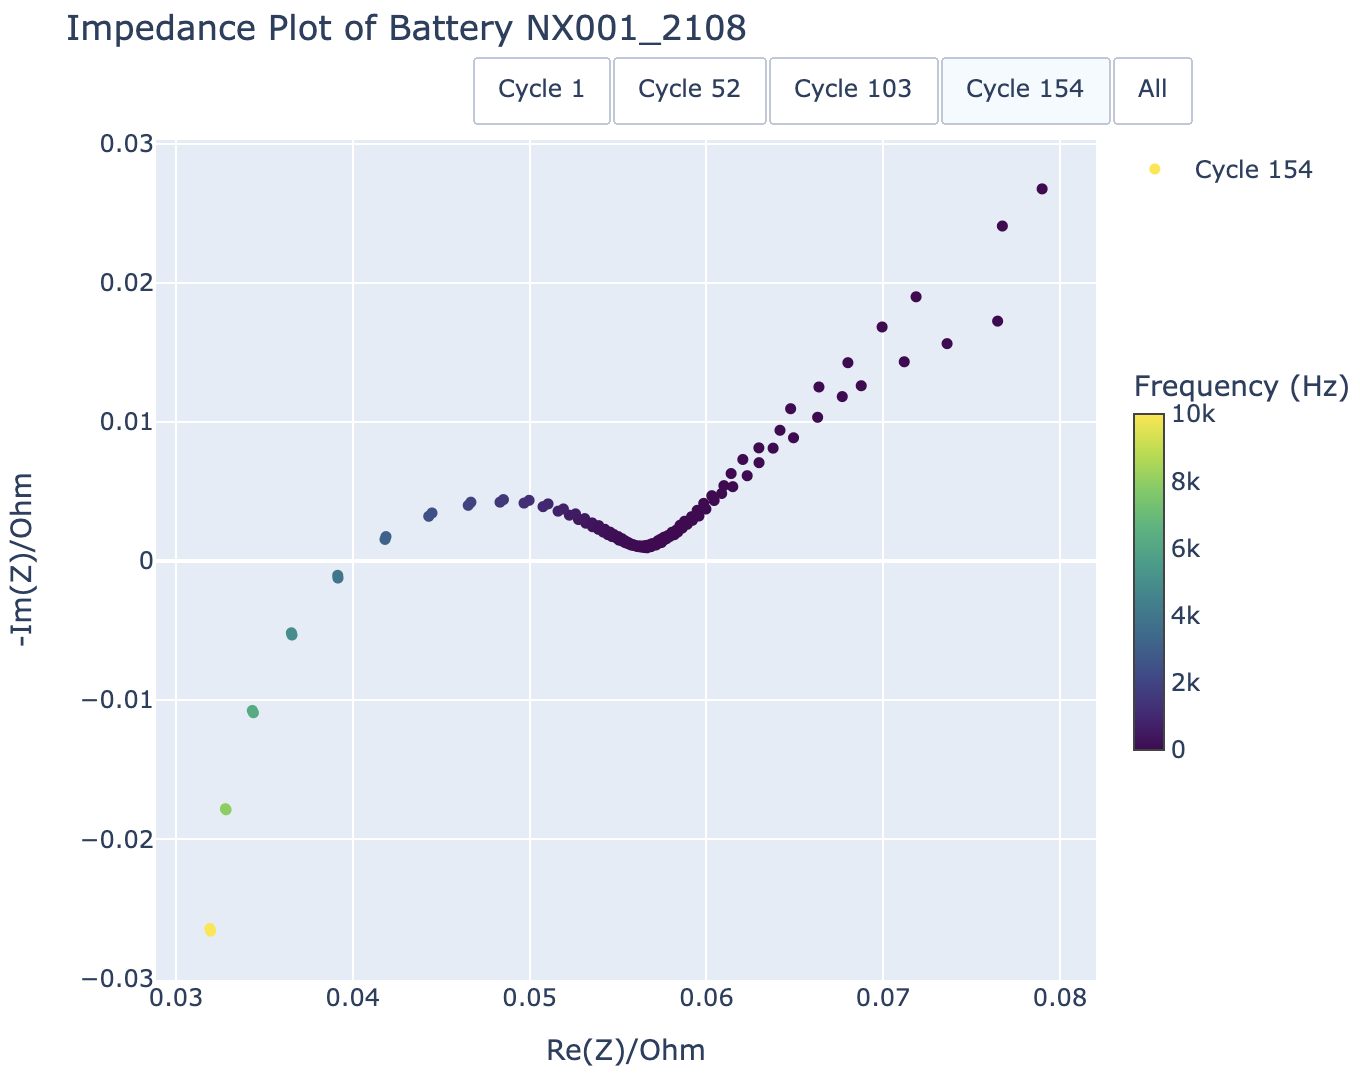 Impedance Plot of Battery NX001_2108
Cycle 1
Cycle 52
Cycle 103
Cycle 154
All
Cycle 154
Frequency (Hz)
10k
8k
6k
4k
2k
0
0.03
0.02
0.01
0
−0.01
−0.02
−0.03
-Im(Z)/Ohm
0.03
0.04
0.05
0.06
0.07
0.08
Re(Z)/Ohm